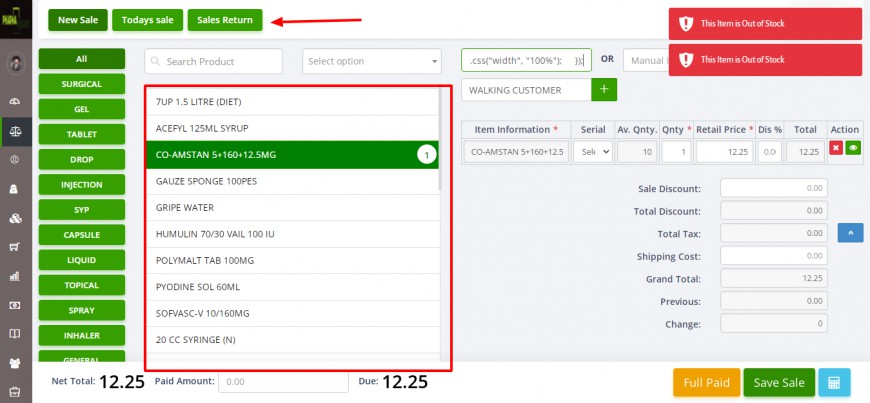 PHARMA
New Sale
Todays sale
Sales Return
This Item is Out of Stock
This Item is Out of Stock
All
SURGICAL
GEL
TABLET
DROP
INJECTION
SYP
CAPSULE
LIQUID
TOPICAL
SPRAY
INHALER
GENERAL
Search Product
Select option
7UP 1.5 LITRE (DIET)
ACEFYL 125ML SYRUP
CO-AMSTAN 5+160+12.5MG 1
GAUZE SPONGE 100PES
GRIPE WATER
HUMULIN 70/30 VAIL 100 IU
POLYMALT TAB 100MG
PYODINE SOL 60ML
SOFVASC-V 10/160MG
20 CC SYRINGE (N)
.css("width", "100%"); });
OR
Manual
WALKING CUSTOMER +
Item Information * Serial Av. Qnty. Qnty * Retail Price * Dis % Total Action
CO-AMSTAN 5+160+12.5 Sele 10 1 12.25 0.0 12.25
Sale Discount: 0.00
Total Discount: 0.00
Total Tax: 0.00
Shipping Cost: 0.00
Grand Total: 12.25
Previous: 0.00
Change: 0
Net Total: 12.25 Paid Amount: 0.00 Due: 12.25
Full Paid
Save Sale